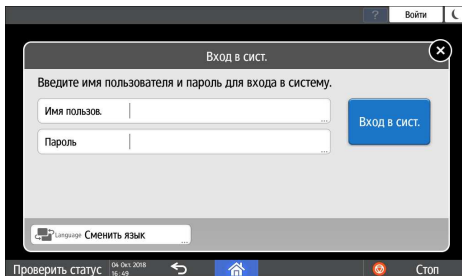 ? Войти
Вход в сист.
Введите имя пользователя и пароль для входа в систему.
Имя пользов.
...
Вход в сист.
Пароль
...
Language Сменить язык
...
Проверить статус
04 Окт 2018
16:49
Стоп